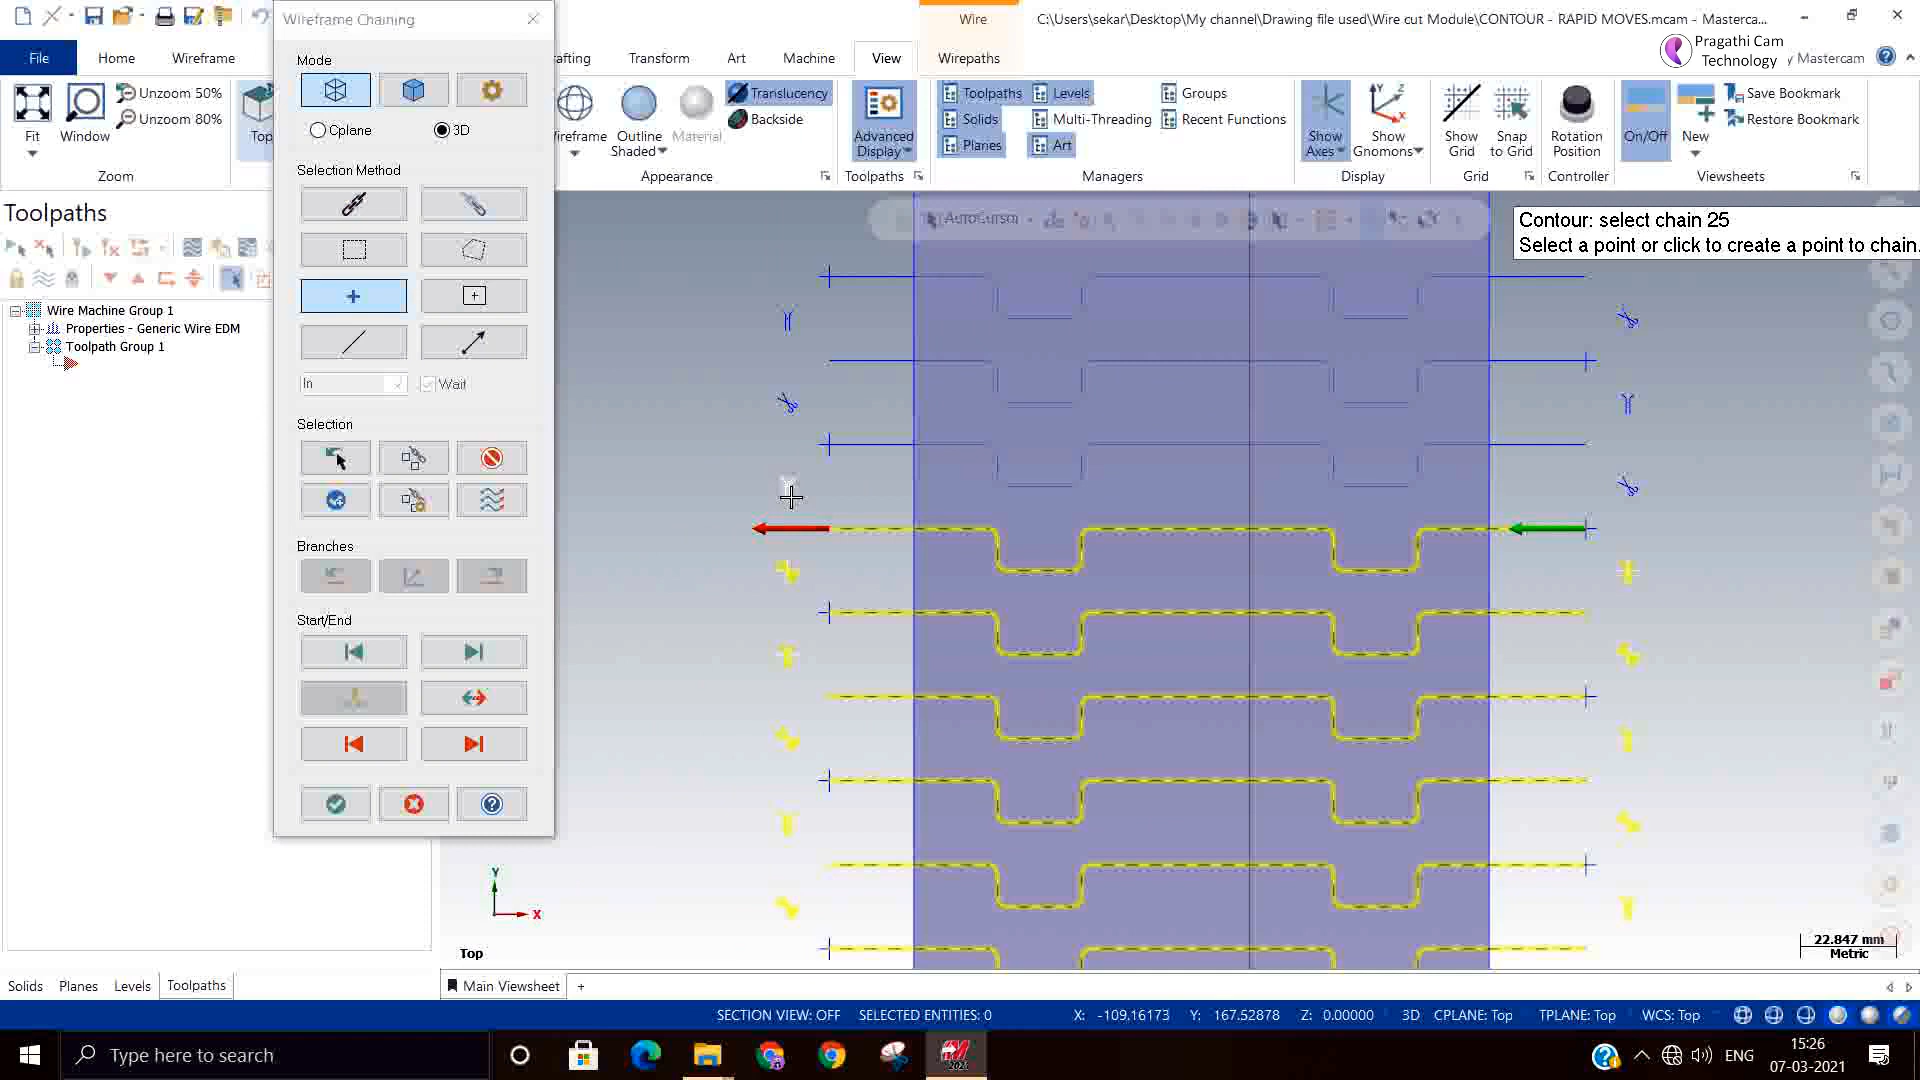 Wireframe Chaining
Wire
C:\Users\sekar\Desktop\My channel\Drawing file used\Wire cut Module\CONTOUR - RAPID MOVES.mcam - Masterca...
File
Home
Wireframe
afting
Transform
Art
Machine
View
Wirepaths
Pragathi Cam
Technology
y Mastercam
Mode
Cplane
3D
Fit
Window
Unzoom 50%
Unzoom 80%
Top
Zoom
ireframe
Outline
Shaded
Material
Translucency
Backside
Appearance
Advanced
Display
Toolpaths
Toolpaths
Solids
Planes
Levels
Multi-Threading
Art
Groups
Recent Functions
Managers
Show
Axes
Show
Gnomons
Display
Show
Grid
Snap
to Grid
Grid
Rotation
Position
Controller
On/Off
New
Save Bookmark
Restore Bookmark
Viewsheets
Selection Method
In
Wait
Selection
Branches
Start/End
Toolpaths
Wire Machine Group 1
Properties - Generic Wire EDM
Toolpath Group 1
AutoCursor
Contour: select chain 25
Select a point or click to create a point to chain.
Y
X
Top
22.847 mm
Metric
Solids
Planes
Levels
Toolpaths
Main Viewsheet
+
SECTION VIEW: OFF
SELECTED ENTITIES: 0
X: -109.16173
Y: 167.52878
Z: 0.00000
3D
CPLANE: Top
TPLANE: Top
WCS: Top
Type here to search
2021
ENG
15:26
07-03-2021